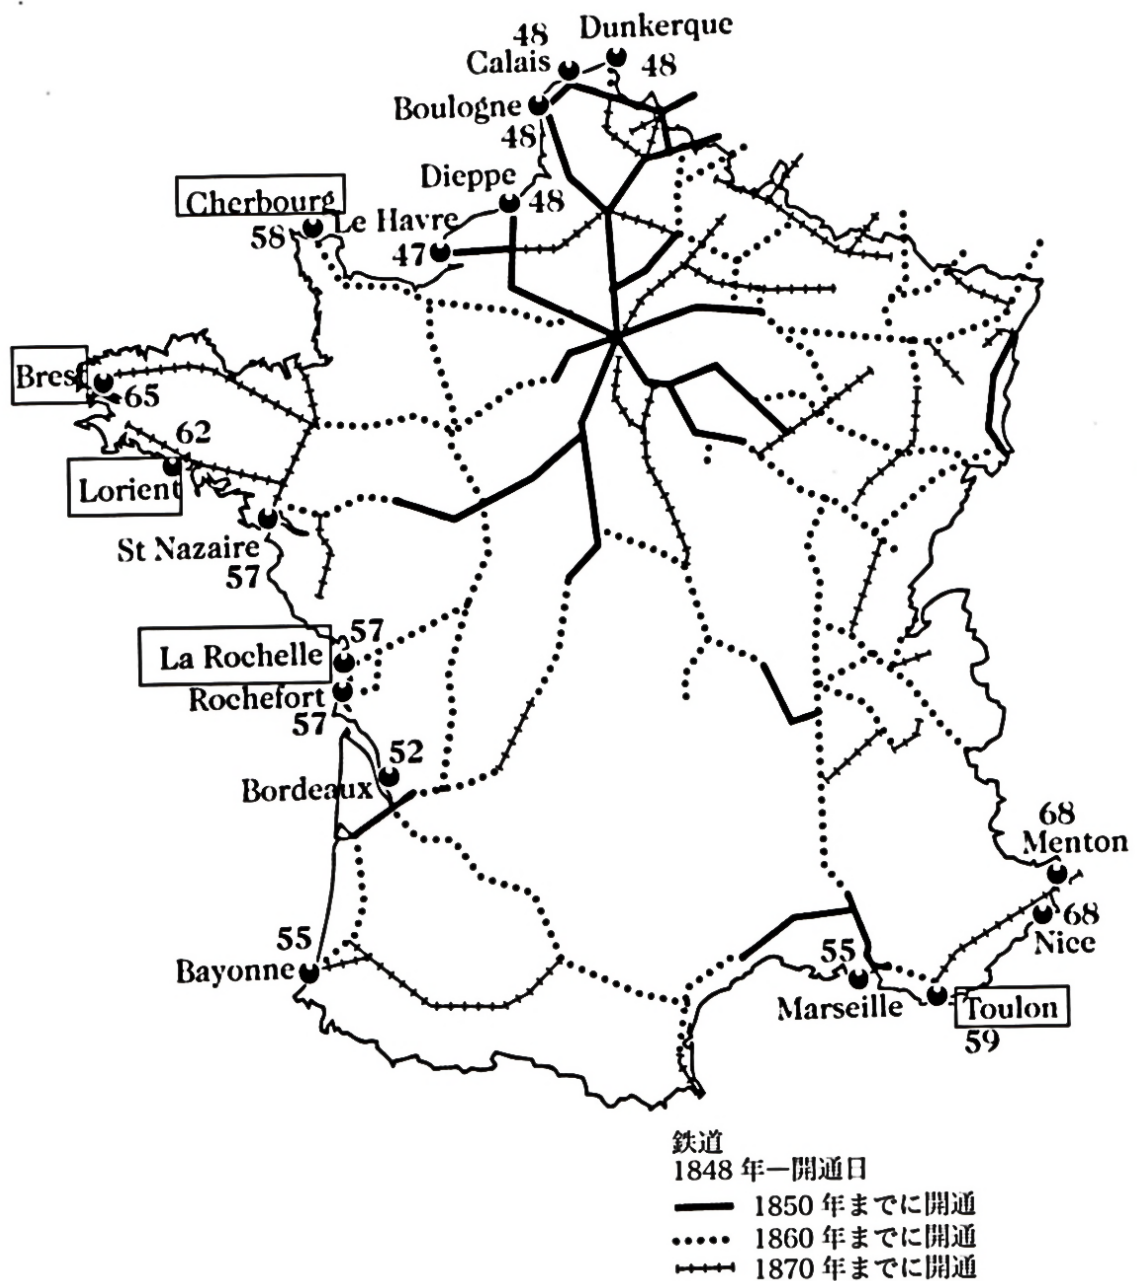 48
Dunkerque
Calais
48
Boulogne
48
Dieppe
48
Cherbourg
58
Le Havre
47
Brest
65
62
Lorient
St Nazaire
57
57
La Rochelle
Rochefort
57
52
Bordeaux
68
Menton
68
Nice
55
Bayonne
55
Marseille
Toulon
59
鉄道
1848 年―開通日
1850 年までに開通
1860 年までに開通
1870 年までに開通